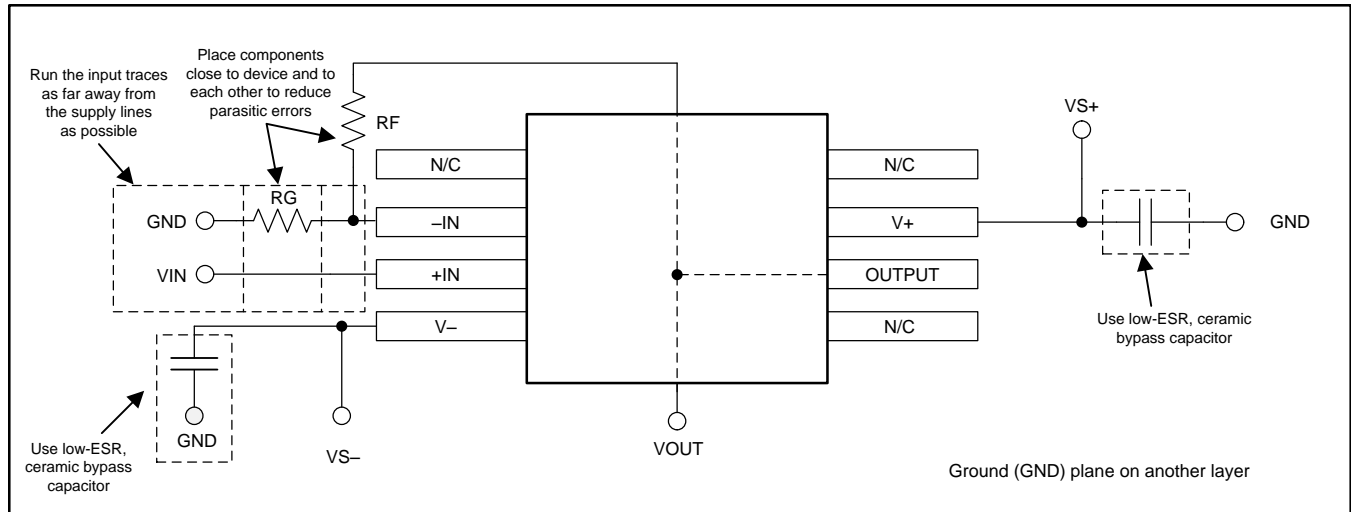 Place components
close to device and to
each other to reduce
parasitic errors
Run the input traces
as far away from
the supply lines
as possible
RF
VS+
N/C
N/C
RG
GND
–IN
V+
GND
VIN
+IN
OUTPUT
V–
N/C
Use low-ESR, ceramic
bypass capacitor
GND
VS–
VOUT
Use low-ESR,
ceramic bypass
capacitor
Ground (GND) plane on another layer